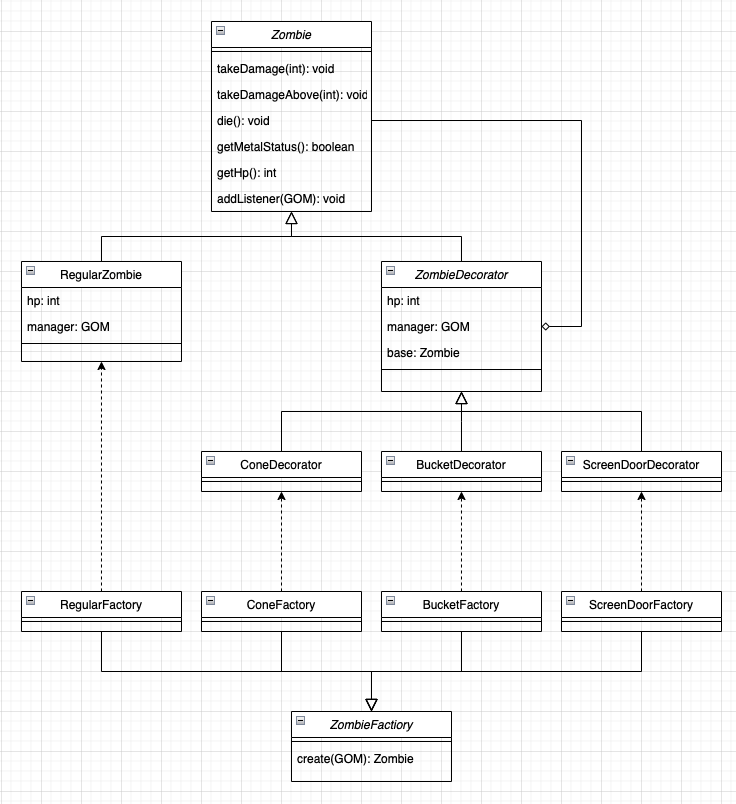 Zombie
takeDamage(int): void
takeDamageAbove(int): void
die(): void
getMetalStatus(): boolean
getHp(): int
addListener(GOM): void
RegularZombie
hp: int
manager: GOM
ZombieDecorator
hp: int
manager: GOM
base: Zombie
ConeDecorator
BucketDecorator
ScreenDoorDecorator
RegularFactory
ConeFactory
BucketFactory
ScreenDoorFactory
ZombieFactiory
create(GOM): Zombie